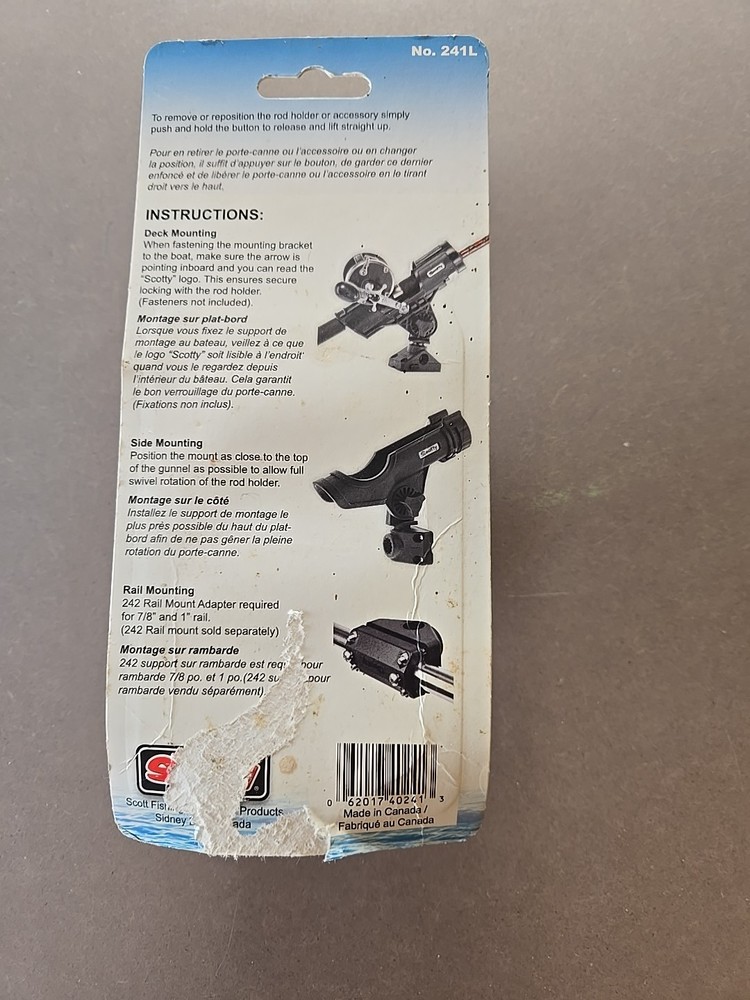 No. 241L
To remove or reposition the rod holder or accessory simply
push and hold the button to release and lift straight up.
Pour en retirer le porte-canne ou l'accessoire ou en changer
la position, il suffit d'appuyer sur le bouton, de garder ce dernier
enfoncé et de libérer le porte-canne ou l'accessoire en le tirant
droit vers le haut.
INSTRUCTIONS:
Deck Mounting
When fastening the mounting bracket
to the boat, make sure the arrow is
pointing inboard and you can read the
"Scotty" logo. This ensures secure
locking with the rod holder.
(Fasteners not included).
Montage sur plat-bord
Lorsque vous fixez le support de
montage au bateau, veillez à ce que
le logo "Scotty" soit lisible à l'endroit
quand vous le regardez depuis
l'intérieur du bâteau. Cela garantit
le bon verrouillage du porte-canne.
(Fixations non inclus).
Scotty
Side Mounting
Position the mount as close to the top
of the gunnel as possible to allow full
swivel rotation of the rod holder.
Montage sur le côté
Installez le support de montage le
plus prés possible du haut du plat-
bord afin de ne pas gêner la pleine
rotation du porte-canne.
Scotty
Rail Mounting
242 Rail Mount Adapter required
for 7/8" and 1" rail.
(242 Rail mount sold separately)
Montage sur rambarde
242 support sur rambarde est pour
rambarde 7/8 po. et 1 po.(242 pour
rambarde vendu séparément)
Scott Products
Sidney
0 62017 40241 3
Made in Canada /
Fabriqué au Canada